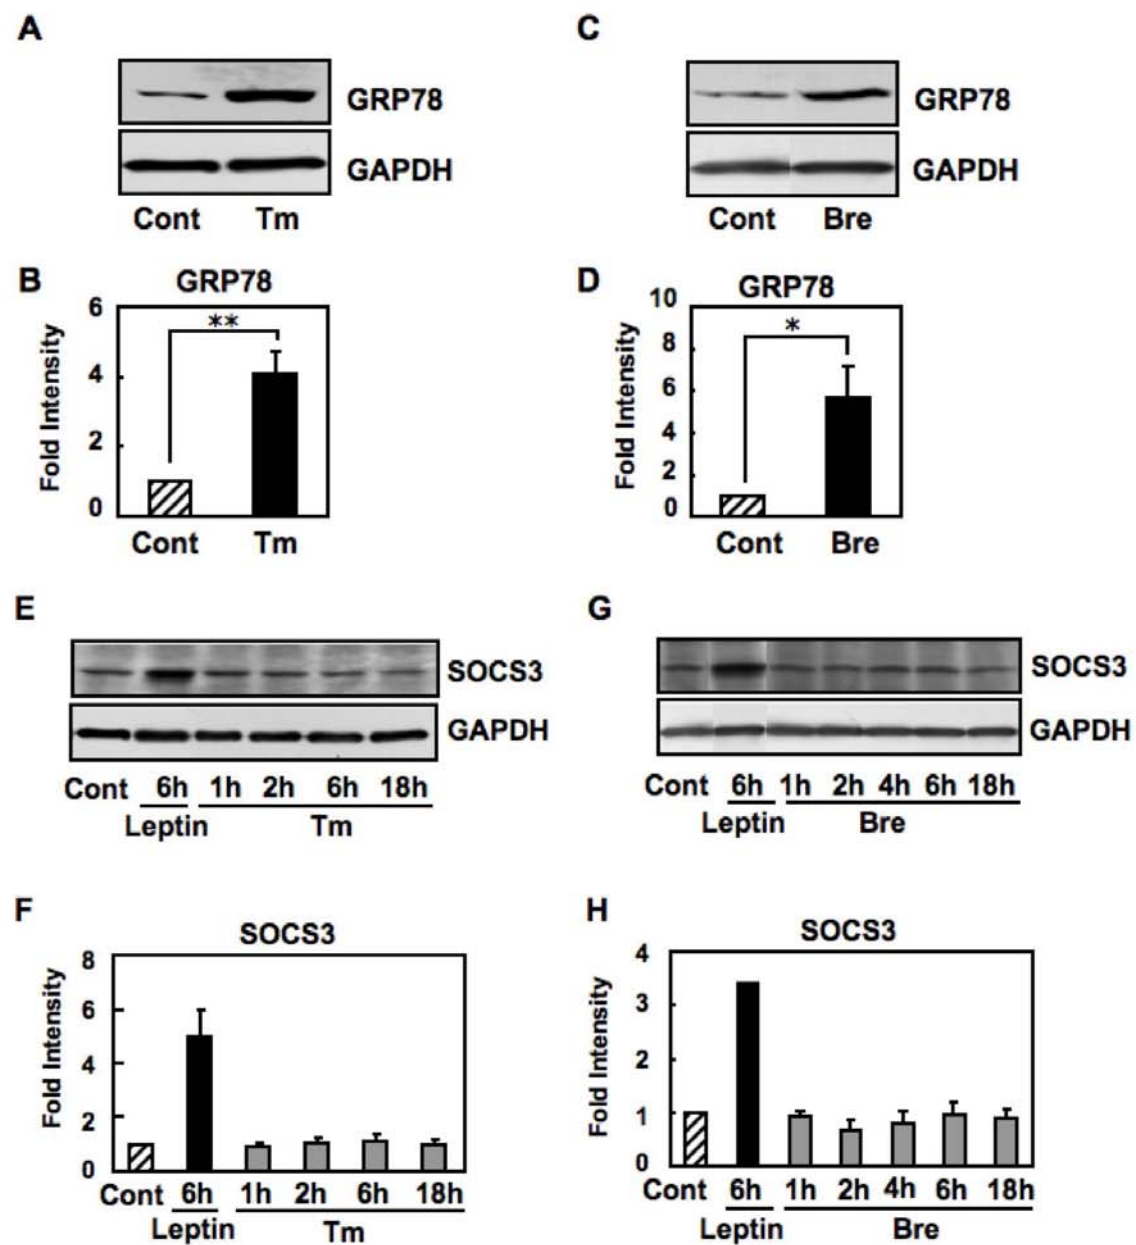 A
GRP78
GAPDH
Cont Tm
C
GRP78
GAPDH
Cont Bre
B
GRP78
Fold Intensity
6
4
2
0
**
Cont Tm
D
GRP78
Fold Intensity
10
8
6
4
2
0
*
Cont Bre
E
SOCS3
GAPDH
Cont 6h 1h 2h 6h 18h
Leptin Tm
G
SOCS3
GAPDH
Cont 6h 1h 2h 4h 6h 18h
Leptin Bre
F
SOCS3
Fold Intensity
8
6
4
2
0
Cont 6h 1h 2h 6h 18h
Leptin Tm
H
SOCS3
Fold Intensity
4
3
2
1
0
Cont 6h 1h 2h 4h 6h 18h
Leptin Bre